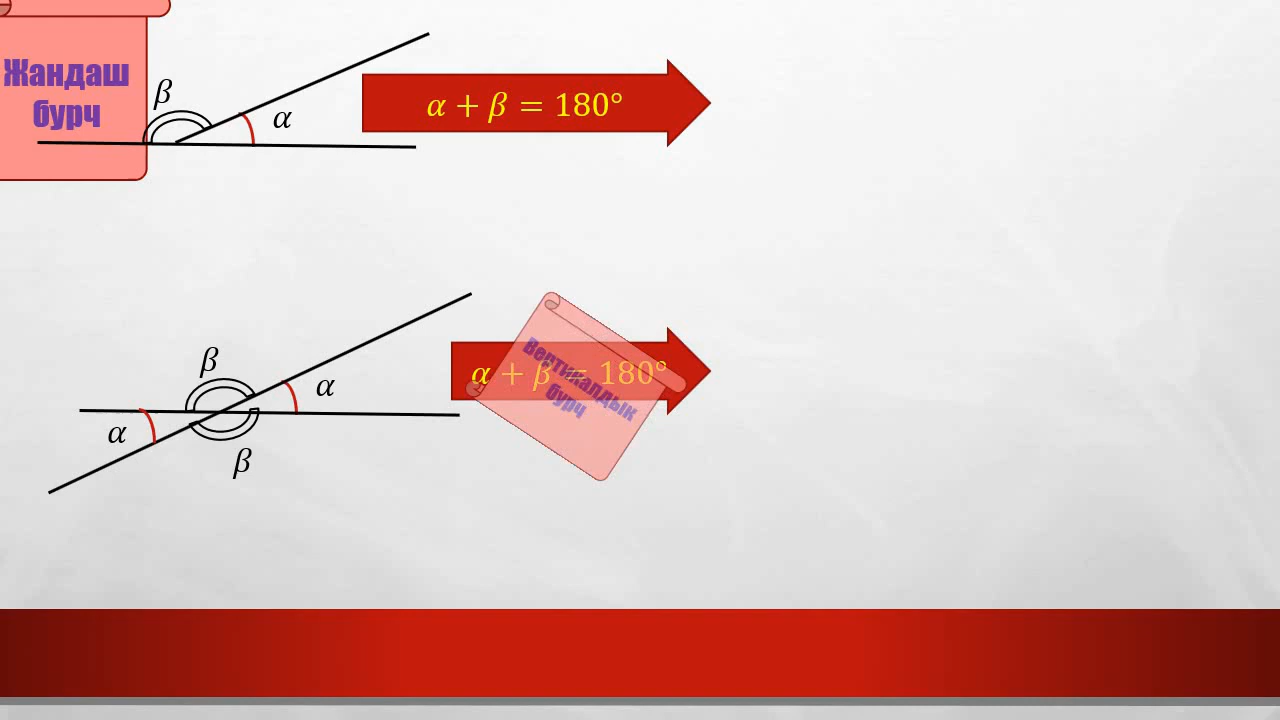 Жандаш
бурч
β
α
α + β = 180°
β
α
α
β
α + β = 180°
Вертикалдык
бурч